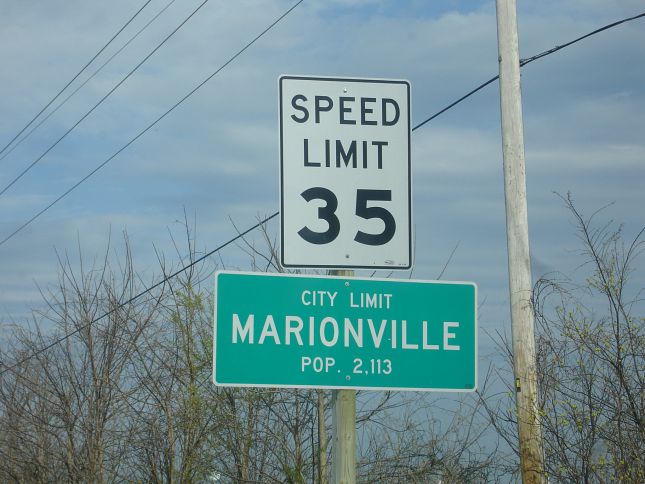 SPEED
LIMIT
35
CITY LIMIT
MARIONVILLE
POP. 2,113